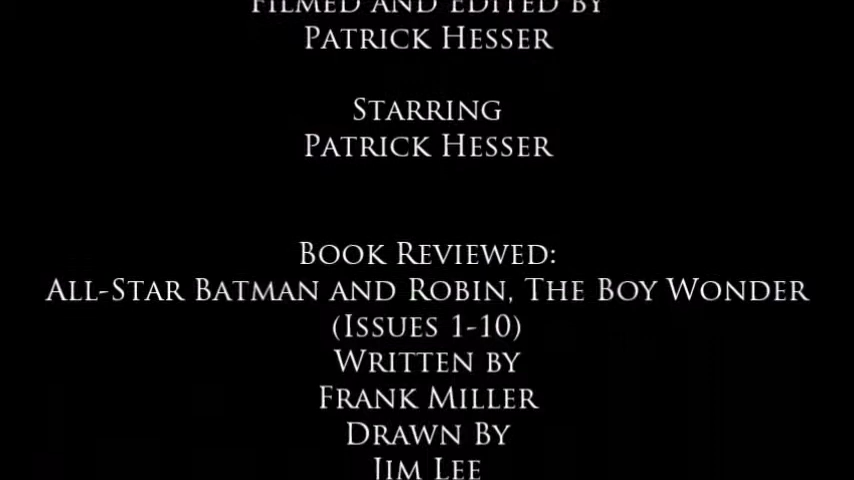 Filmed and Edited by
Patrick Hesser
Starring
Patrick Hesser
Book Reviewed:
All-Star Batman and Robin, The Boy Wonder
(Issues 1-10)
Written by
Frank Miller
Drawn By
Jim Lee